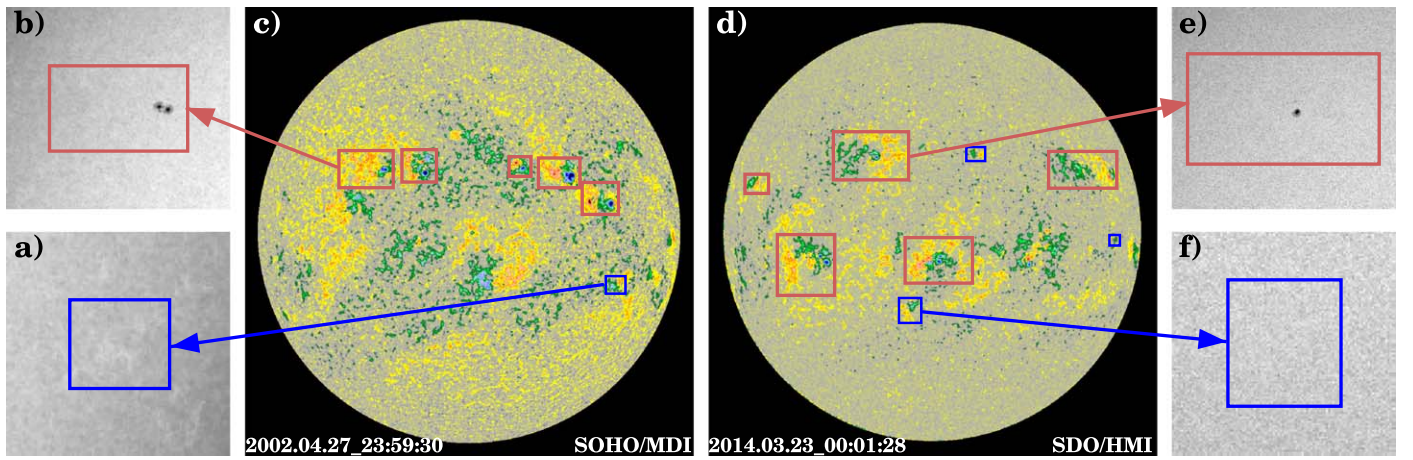 b)
c)
d)
e)
a)
f)
2002.04.27_23:59:30 SOHO/MDI
2014.03.23_00:01:28 SDO/HMI